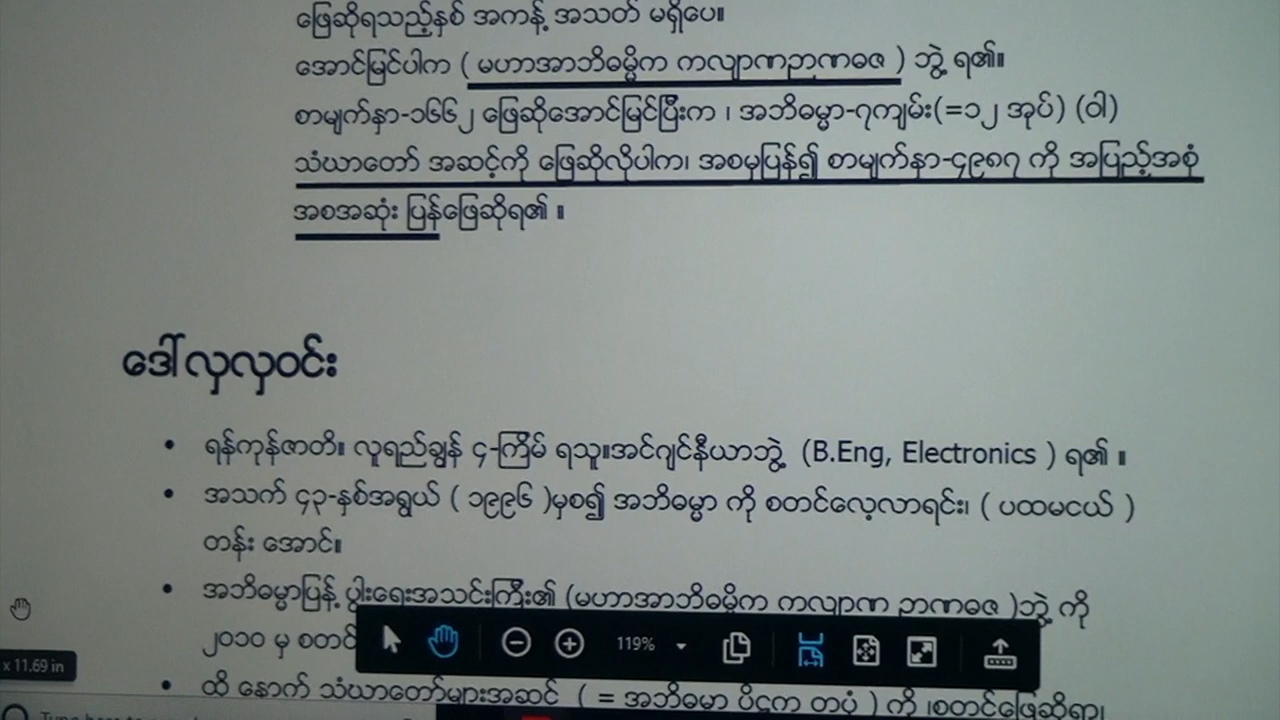 ဖြေဆိုရသည့်နှစ် အကန့် အသတ် မရှိပေ။
အောင်မြင်ပါက ( မဟာအာဘိဓမ္မိက ကလျာဏဉာဏဓဇ ) ဘွဲ့ ရ၏။
စာမျက်နှာ-၁၆၆၂ ဖြေဆိုအောင်မြင်ပြီးက ၊ အဘိဓမ္မာ-၇ကျမ်း(=၁၂ အုပ်) (ဝါ)
သံဃာတော် အဆင့်ကို ဖြေဆိုလိုပါက၊ အစမှပြန်၍ စာမျက်နှာ-၄၉၈၇ ကို အပြည့်အစုံ
အစအဆုံး ပြန်ဖြေဆိုရ၏ ။
ဒေါ်လှလှဝင်း
• ရန်ကုန်ဇာတိ။ လူရည်ချွန် ၄-ကြိမ် ရသူ။အင်ဂျင်နီယာဘွဲ့ (B.Eng, Electronics ) ရ၏ ။
• အသက် ၄၃-နှစ်အရွယ် ( ၁၉၉၆ )မှစ၍ အဘိဓမ္မာ ကို စတင်လေ့လာရင်း၊ ( ပထမငယ် )
တန်း အောင်။
• အဘိဓမ္မာပြန့် ပွါးရေးအသင်းကြီး၏ (မဟာအာဘိဓမ္မိက ကလျာဏ ဉာဏဓဇ )ဘွဲ့ ကို
၂၀၁၀ မှ စတင်
119%
x 11.69 in
• ထို နောက် သံဃာတော်များအဆင့် ( = အဘိဓမာ ပိဋကတ္တပုံ ) ကို ၊စတင်ဖြေဆိုရာ၊